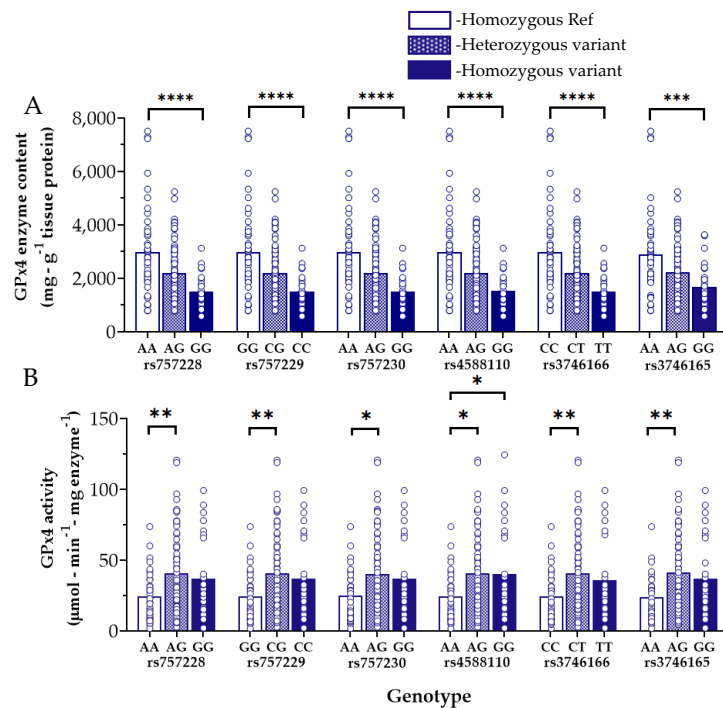 -Homozygous Ref
-Heterozygous variant
-Homozygous variant
A
GPx4 enzyme content
(mg - g-1 tissue protein)
**** **** **** **** **** ***
8,000
6,000
4,000
2,000
0
AA AG GG GG CG CC AA AG GG AA AG GG CC CT TT AA AG GG
rs757228 rs757229 rs757230 rs4588110 rs3746166 rs3746165
B
GPx4 activity
(μmol - min-1 - mg enzyme-1)
*
** ** * * ** **
150
100
50
0
AA AG GG GG CG CC AA AG GG AA AG GG CC CT TT AA AG GG
rs757228 rs757229 rs757230 rs4588110 rs3746166 rs3746165
Genotype